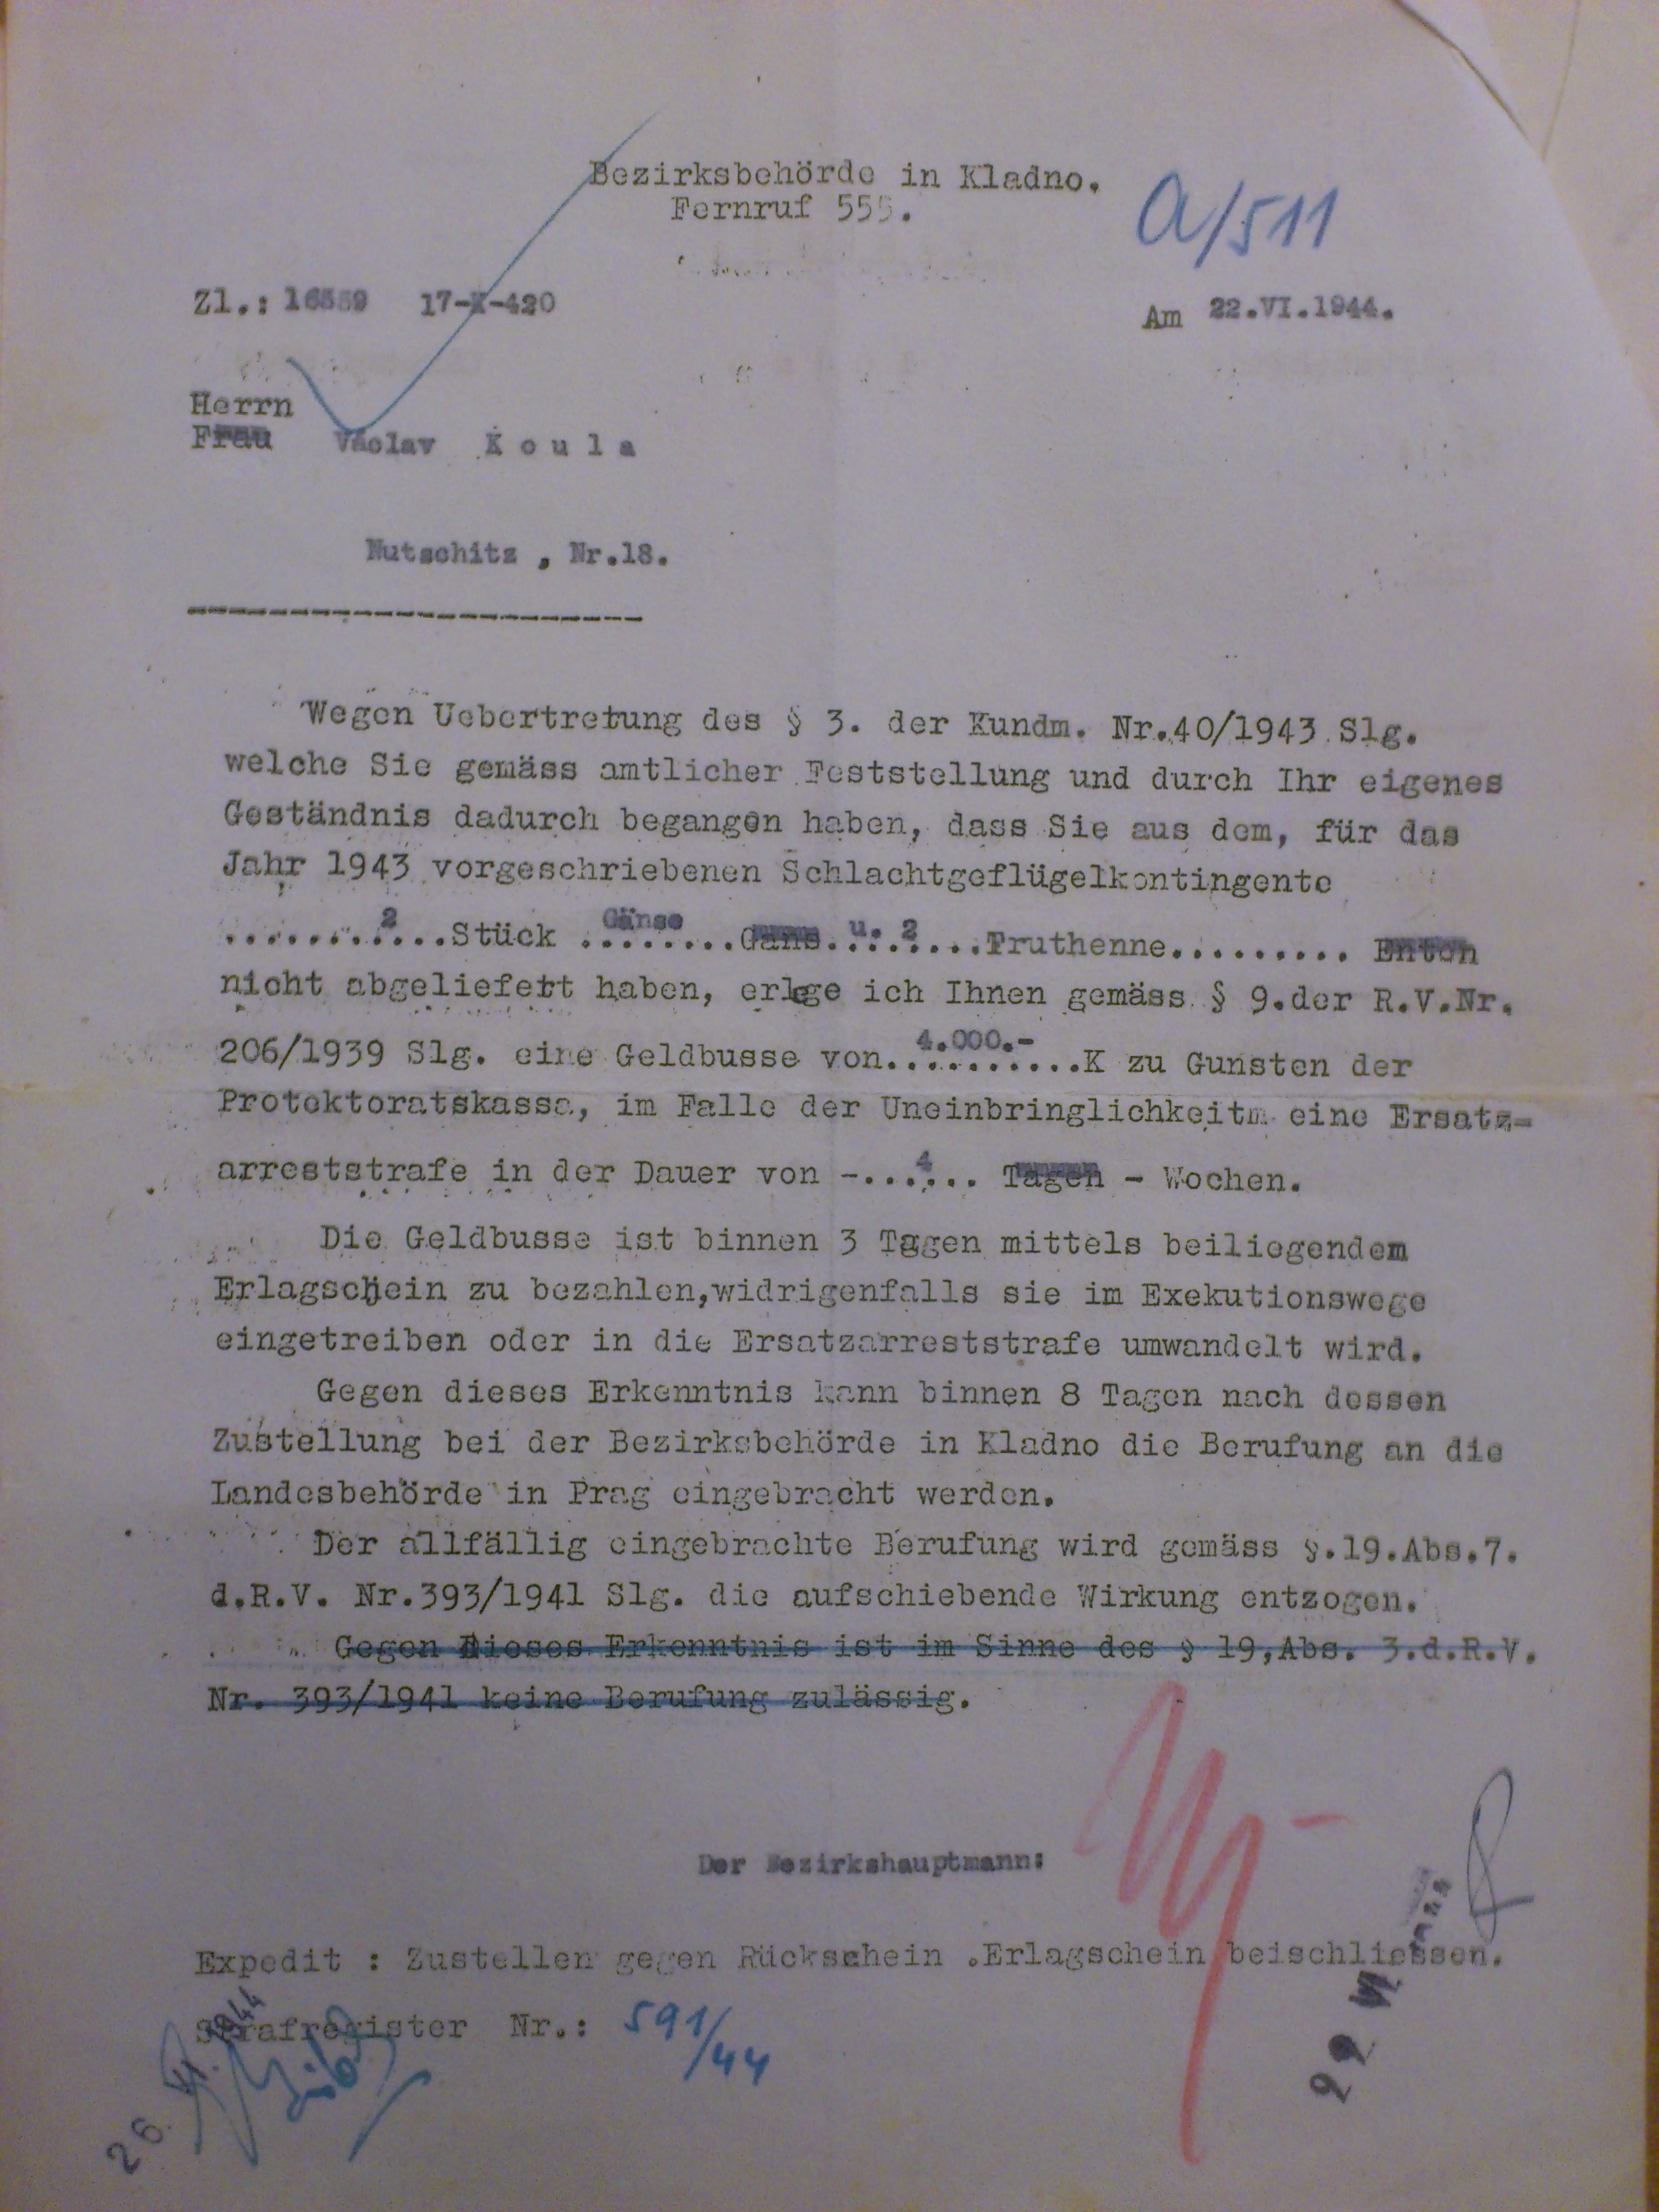 Bezirksbehörde in Kladno.
Fernruf 555.
a/511
Zl.: 16559 17-X-420
Am 22.VI.1944.
Herrn
Frau Václav Koula
Nutschitz , Nr.18.
Wegen Uebertretung des § 3. der Kundm. Nr.40/1943 Slg.
welche Sie gemäss amtlicher Feststellung und durch Ihr eigenes
Geständnis dadurch begangen haben, dass Sie aus dem, für das
Jahr 1943 vorgeschriebenen Schlachtgeflügelkontingente
...........2....Stück ..Gänse......Gans..u...2....Truthenne......... Enten
nicht abgeliefert haben, erlege ich Ihnen gemäss § 9.der R.V.Nr.
206/1939 Slg. eine Geldbusse von..4.000.-..K zu Gunsten der
Protektoratskassa, im Falle der Uneinbringlichkeitm eine Ersatz-
arreststrafe in der Dauer von -...4... Tagen - Wochen.
Die Geldbusse ist binnen 3 Tagen mittels beiliegendem
Erlagschein zu bezahlen,widrigenfalls sie im Exekutionswege
eingetreiben oder in die Ersatzarreststrafe umwandelt wird.
Gegen dieses Erkenntnis kann binnen 8 Tagen nach dessen
Zustellung bei der Bezirksbehörde in Kladno die Berufung an die
Landesbehörde in Prag eingebracht werden.
Der allfällig eingebrachte Berufung wird gemäss §.19.Abs.7.
d.R.V. Nr.393/1941 Slg. die aufschiebende Wirkung entzogen.
Gegen Dieses Erkenntnis ist im Sinne des § 19,Abs. 3.d.R.V.
Nr. 393/1941 keine Berufung zulässig.
Der Bezirkshauptmann:
Expedit : Zustellen gegen Rückschein .Erlagschein beischliessen.
Strafregister Nr.: 591/44
26. VI. 1944